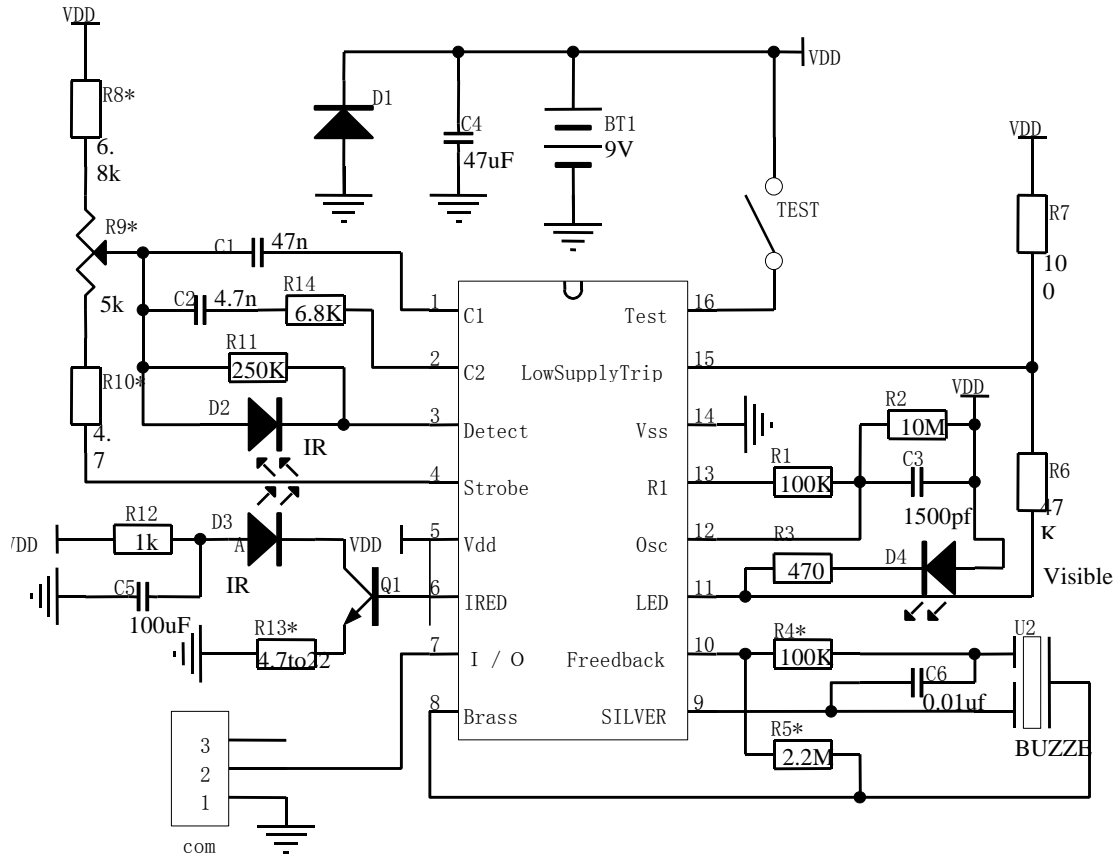 VDD
R8*
6.
8k
R9*
5k
R10*
4.
7
D1
C4
47uF
BT1
9V
VDD
TEST
VDD
R7
10
0
C1
47n
C2
4.7n
R14
6.8K
R11
250K
D2
IR
1
C1
2
C2
3
Detect
4
Strobe
5
Vdd
6
IRED
7
I / O
8
Brass
16
Test
15
LowSupplyTrip
14
Vss
13
R1
12
Osc
11
LED
10
Freedback
9
SILVER
VDD
R2
10M
R1
100K
C3
1500pf
R6
47
K
R3
470
D4
Visible
VDD
R12
1k
D3
A
IR
VDD
C5
100uF
Q1
R13*
4.7to22
R4*
100K
U2
C6
0.01uf
R5*
2.2M
BUZZE
3
2
1
com